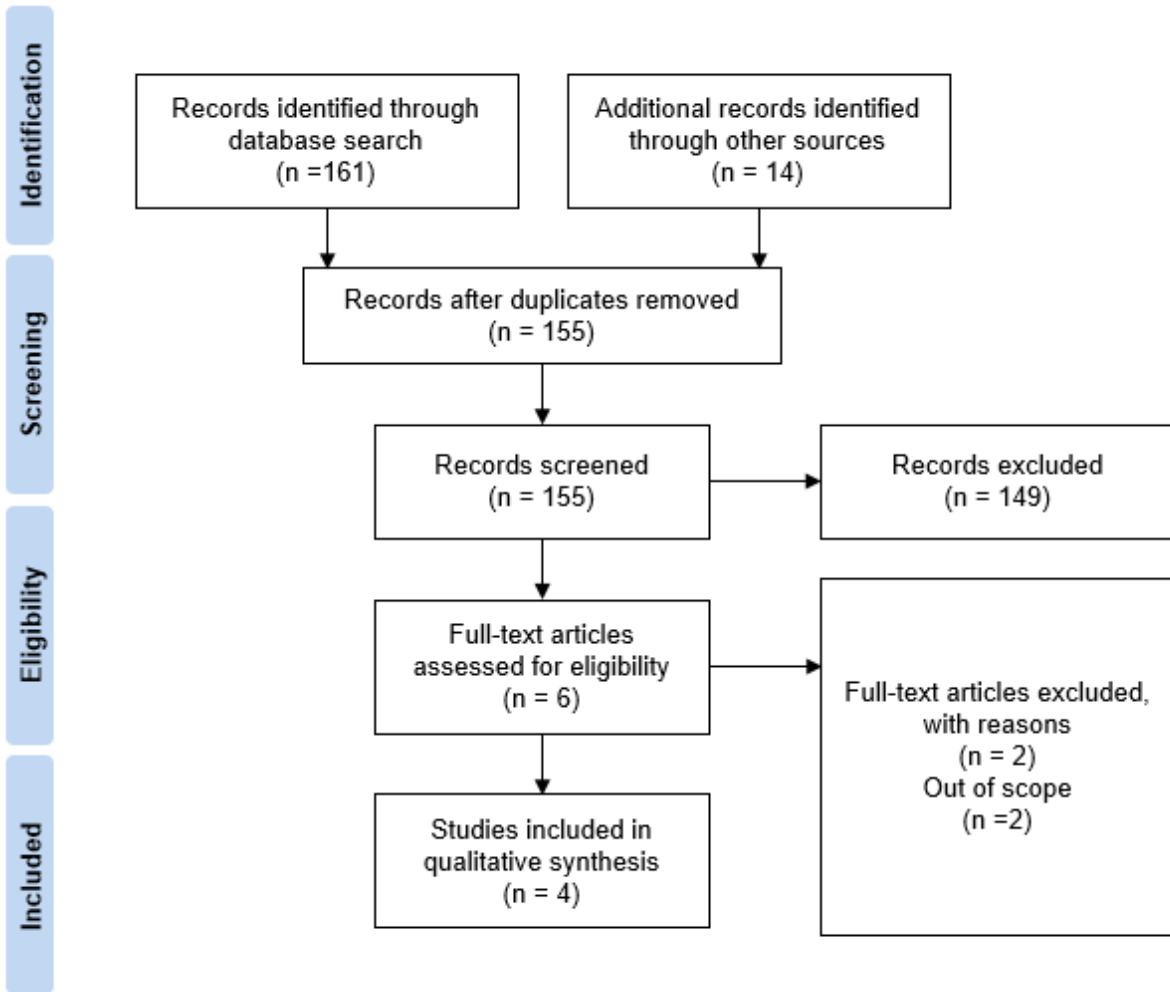 Identification
Records identified through
database search
(n =161)
Additional records identified
through other sources
(n = 14)
Screening
Records after duplicates removed
(n = 155)
Records screened
(n = 155)
Records excluded
(n = 149)
Eligibility
Full-text articles
assessed for eligibility
(n = 6)
Full-text articles excluded,
with reasons
(n = 2)
Out of scope
(n =2)
Included
Studies included in
qualitative synthesis
(n = 4)